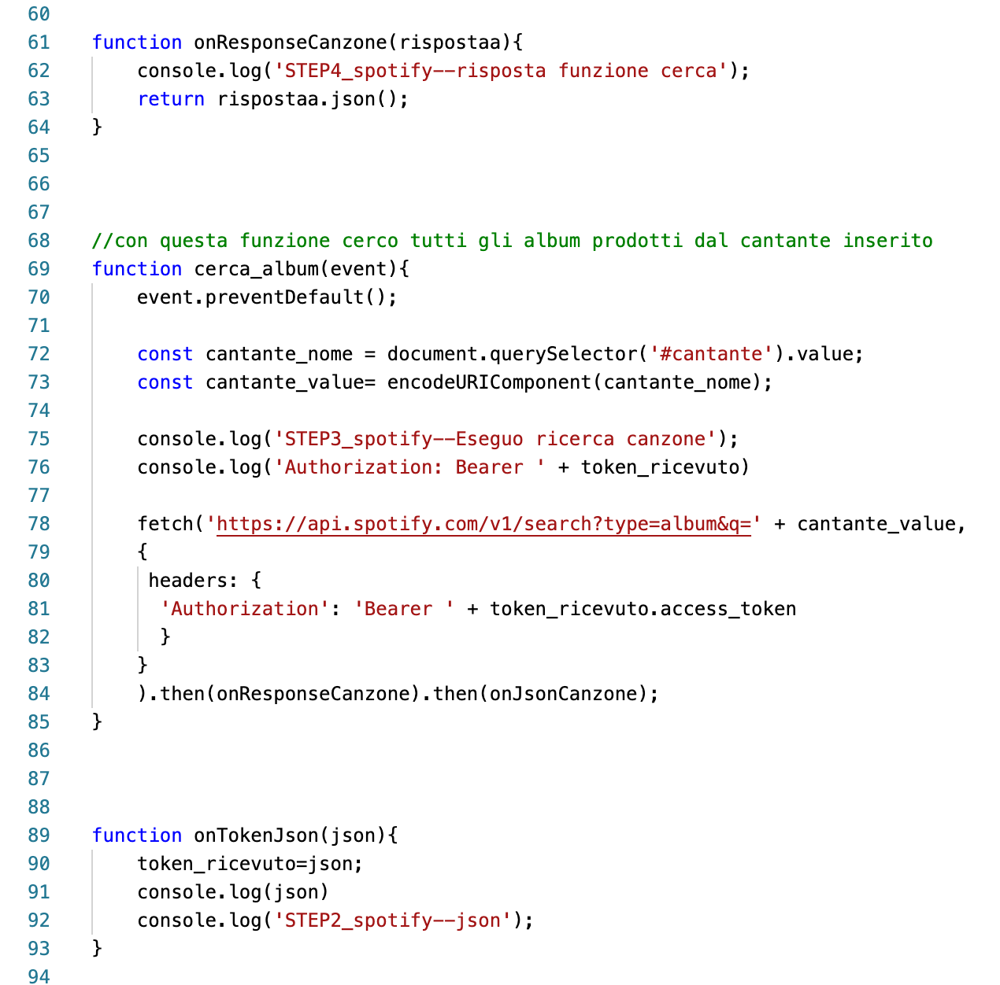 60
61 function onResponseCanzone(rispostaa){
62 console.log('STEP4_spotify--risposta funzione cerca');
63 return rispostaa.json();
64 }
65
66
67
68 //con questa funzione cerco tutti gli album prodotti dal cantante inserito
69 function cerca_album(event){
70 event.preventDefault();
71
72 const cantante_nome = document.querySelector('#cantante').value;
73 const cantante_value= encodeURIComponent(cantante_nome);
74
75 console.log('STEP3_spotify--Eseguo ricerca canzone');
76 console.log('Authorization: Bearer ' + token_ricevuto)
77
78 fetch('https://api.spotify.com/v1/search?type=album&q=' + cantante_value,
79 {
80 headers: {
81 'Authorization': 'Bearer ' + token_ricevuto.access_token
82 }
83 }
84 ).then(onResponseCanzone).then(onJsonCanzone);
85 }
86
87
88
89 function onTokenJson(json){
90 token_ricevuto=json;
91 console.log(json)
92 console.log('STEP2_spotify--json');
93 }
94